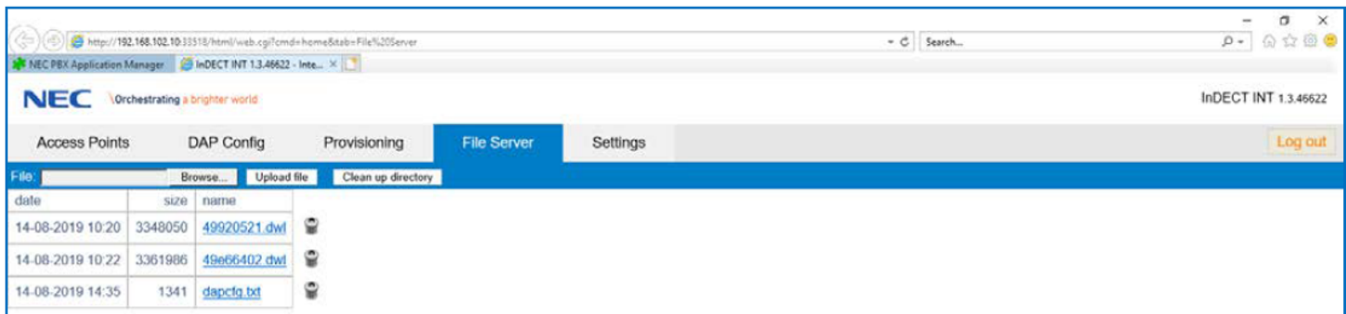 http://192.168.102.10:33518/html/web.cgi?cmd=home&tab=File%20Server
Search...
NEC PBX Application Manager
InDECT INT 1.3.46622 - Inte...
NEC \Orchestrating a brighter world
InDECT INT 1.3.46622
Access Points DAP Config Provisioning File Server Settings Log out
File: Browse... Upload file Clean up directory
date size name
14-08-2019 10:20 3348050 49920521.dwl
14-08-2019 10:22 3361986 49e66402.dwl
14-08-2019 14:35 1341 dapcfg.txt